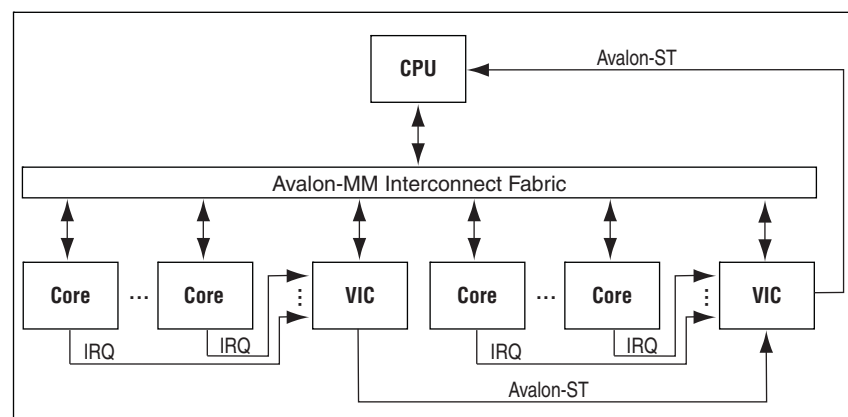 Avalon-ST
CPU
Avalon-MM Interconnect Fabric
Core
...
Core
VIC
Core
...
Core
VIC
IRQ
IRQ
IRQ
IRQ
Avalon-ST